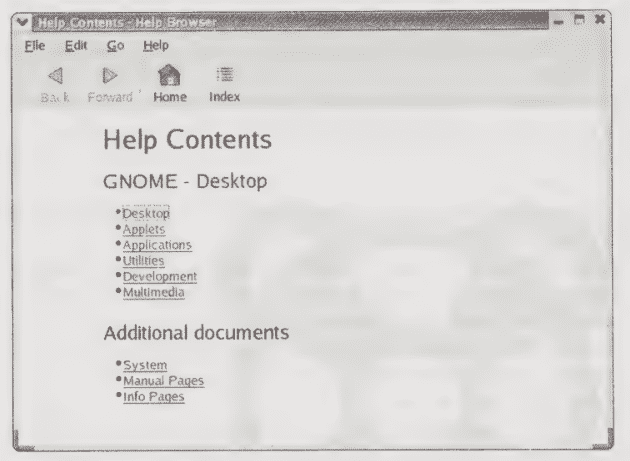 Help Contents - Help Browser
File Edit Go Help
Back Forward Home Index
Help Contents
GNOME - Desktop
•Desktop
•Applets
•Applications
•Utilities
•Development
•Multimedia
Additional documents
•System
•Manual Pages
•Info Pages